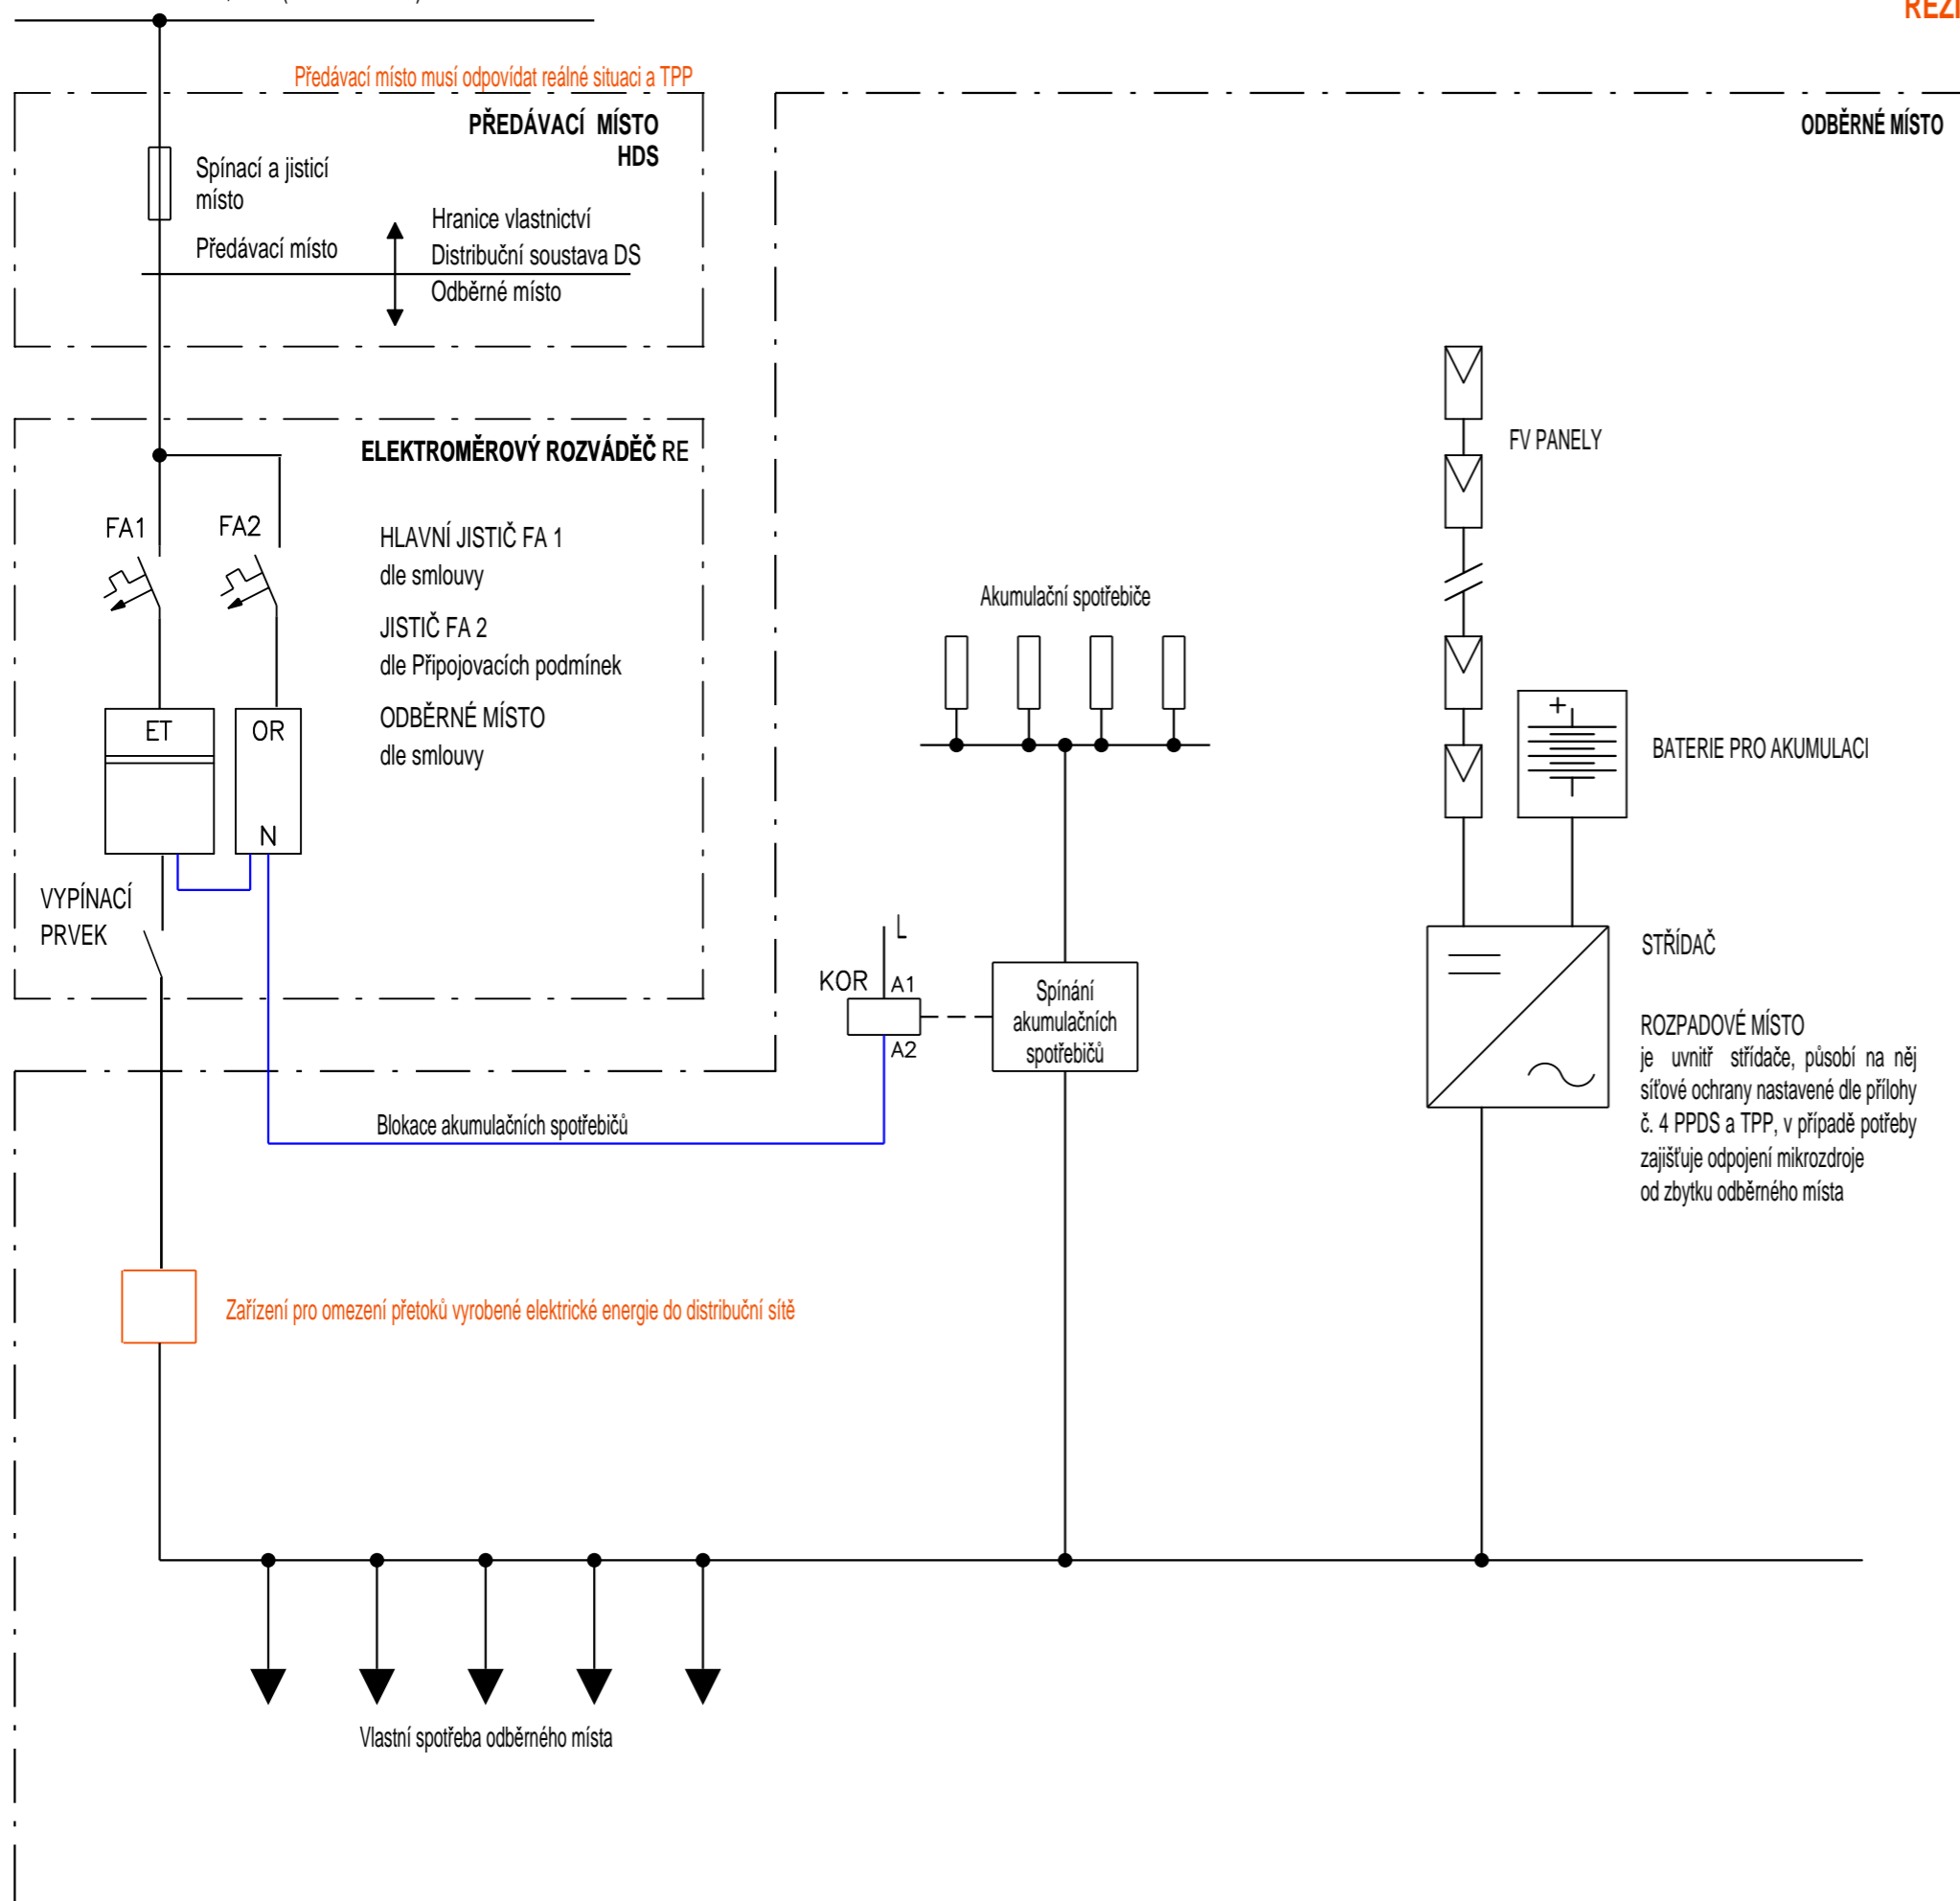 Předávací místo musí odpovídat reálné situaci a TPP
PŘEDÁVACÍ MÍSTO
HDS
Spínací a jisticí
místo
Předávací místo
Hranice vlastnictví
Distribuční soustava DS
Odběrné místo
ODBĚRNÉ MÍSTO
ELEKTROMĚROVÝ ROZVÁDĚČ RE
FA1
FA2
HLAVNÍ JISTIČ FA 1
dle smlouvy
JISTIČ FA 2
dle Připojovacích podmínek
ODBĚRNÉ MÍSTO
dle smlouvy
ET
OR
N
VYPÍNACÍ
PRVEK
FV PANELY
Akumulační spotřebiče
+
BATERIE PRO AKUMULACI
L
KOR
A1
A2
Spínání
akumulačních
spotřebičů
STŘÍDAČ
ROZPADOVÉ MÍSTO
je uvnitř střídače, působí na něj
síťové ochrany nastavené dle přílohy
č. 4 PPDS a TPP, v případě potřeby
zajišťuje odpojení mikrozdroje
od zbytku odběrného místa
Blokace akumulačních spotřebičů
Zařízení pro omezení přetoků vyrobené elektrické energie do distribuční sítě
Vlastní spotřeba odběrného místa